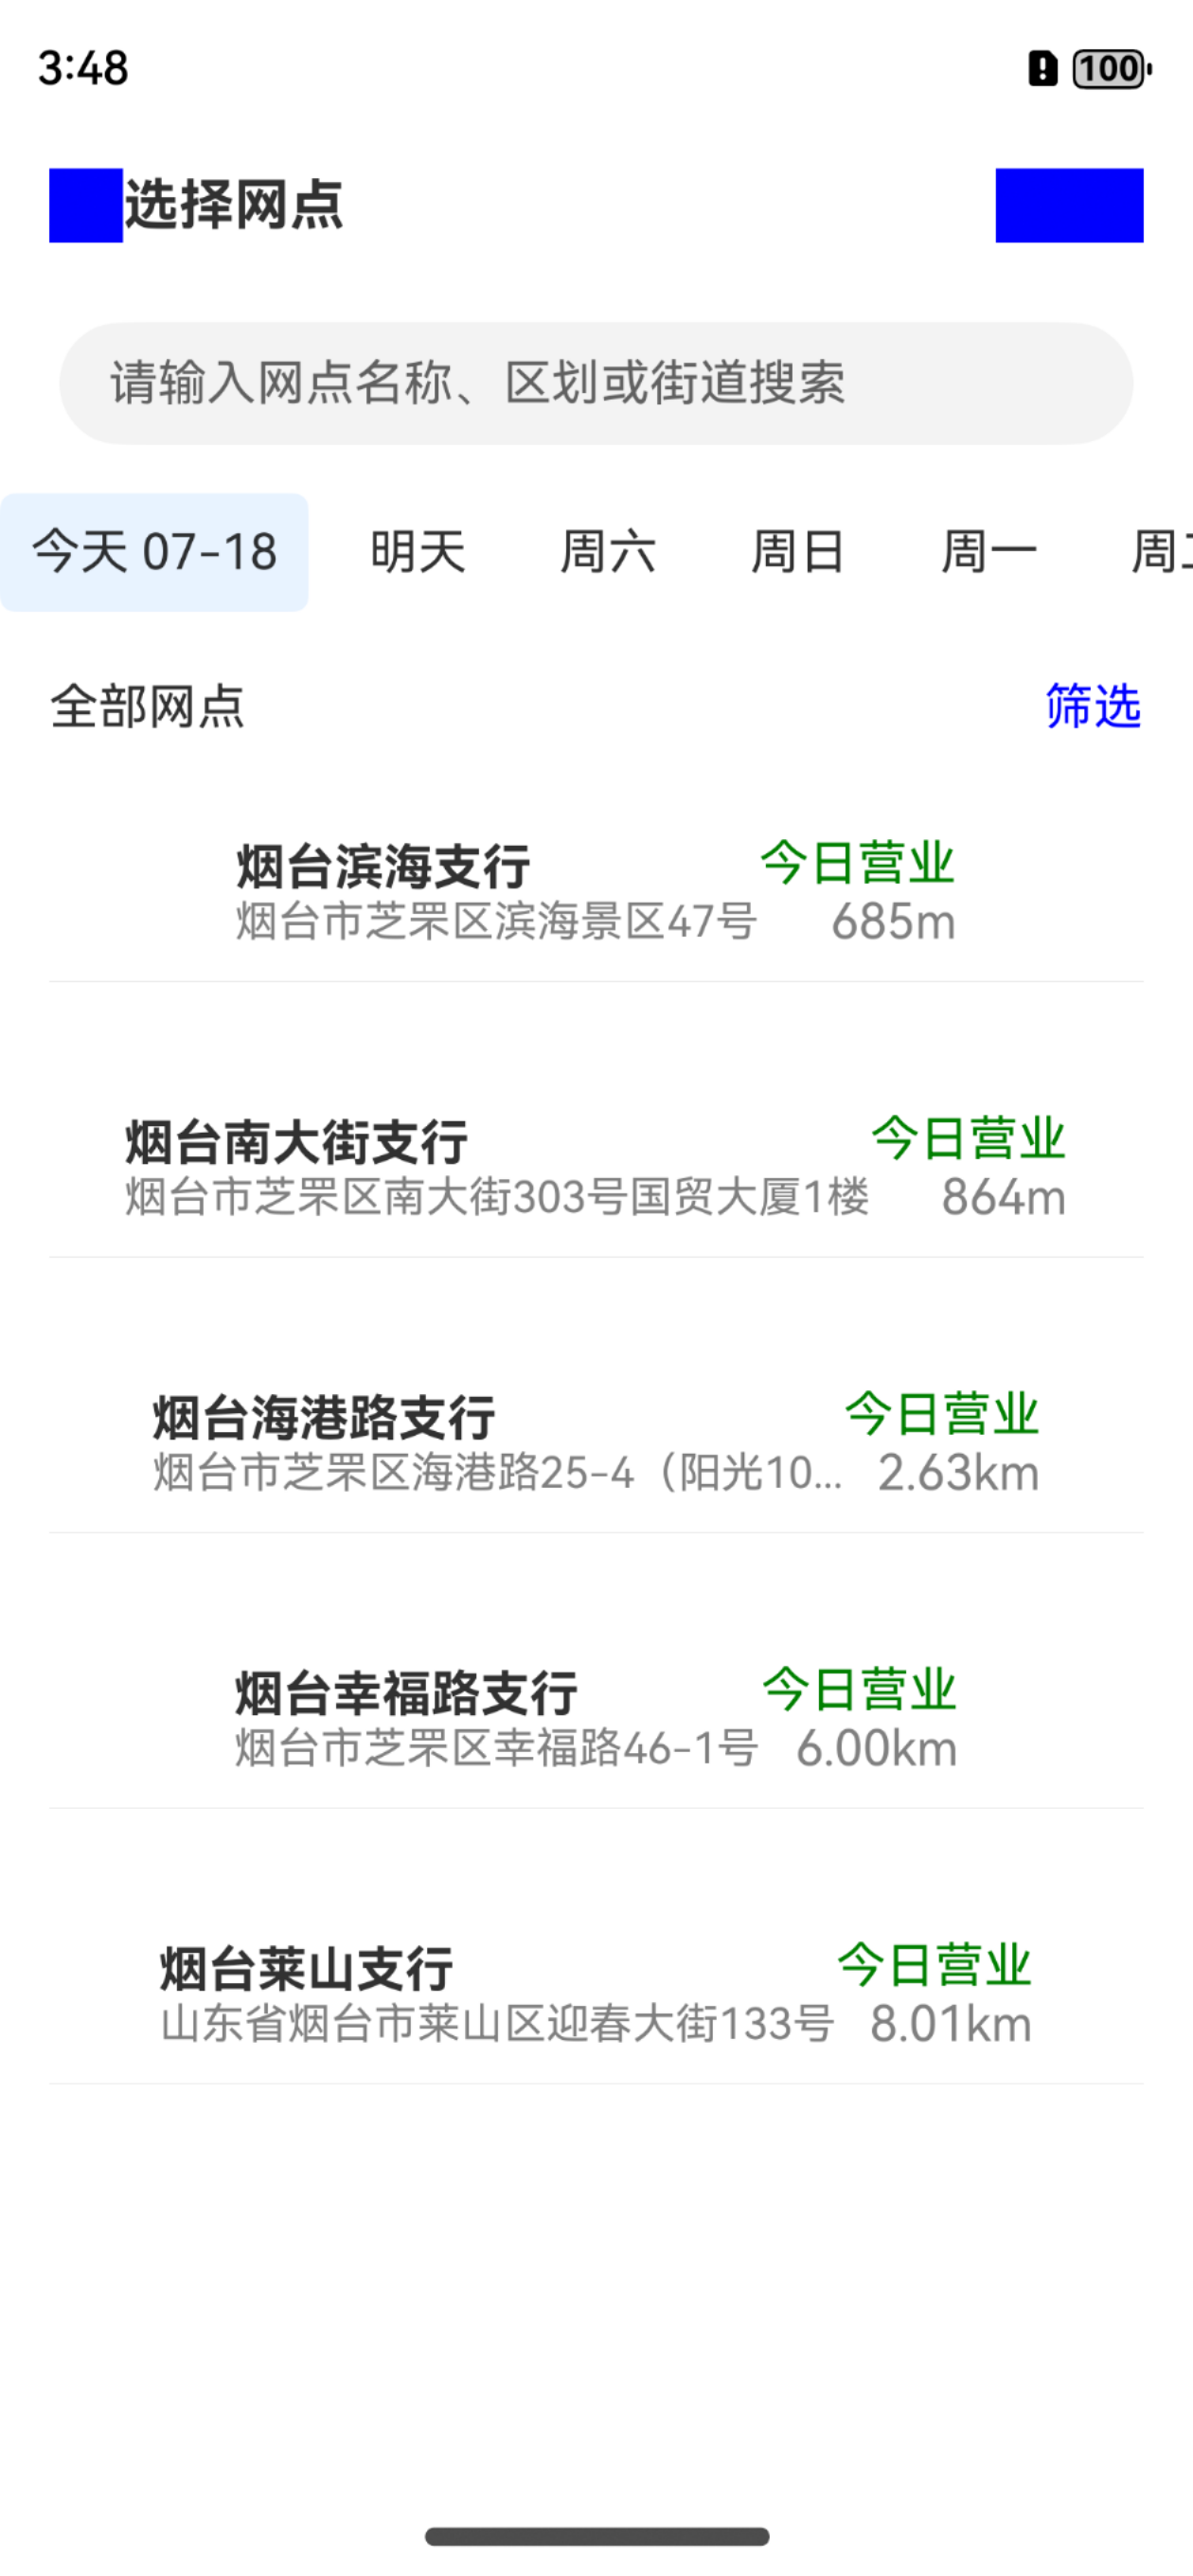 3:48
100
选择网点
请输入网点名称、区划或街道搜索
今天 07-18 明天 周六 周日 周一 周
全部网点 筛选
烟台滨海支行 今日营业
烟台市芝罘区滨海景区47号 685m
烟台南大街支行 今日营业
烟台市芝罘区南大街303号国贸大厦1楼 864m
烟台海港路支行 今日营业
烟台市芝罘区海港路25-4（阳光10... 2.63km
烟台幸福路支行 今日营业
烟台市芝罘区幸福路46-1号 6.00km
烟台莱山支行 今日营业
山东省烟台市莱山区迎春大街133号 8.01km